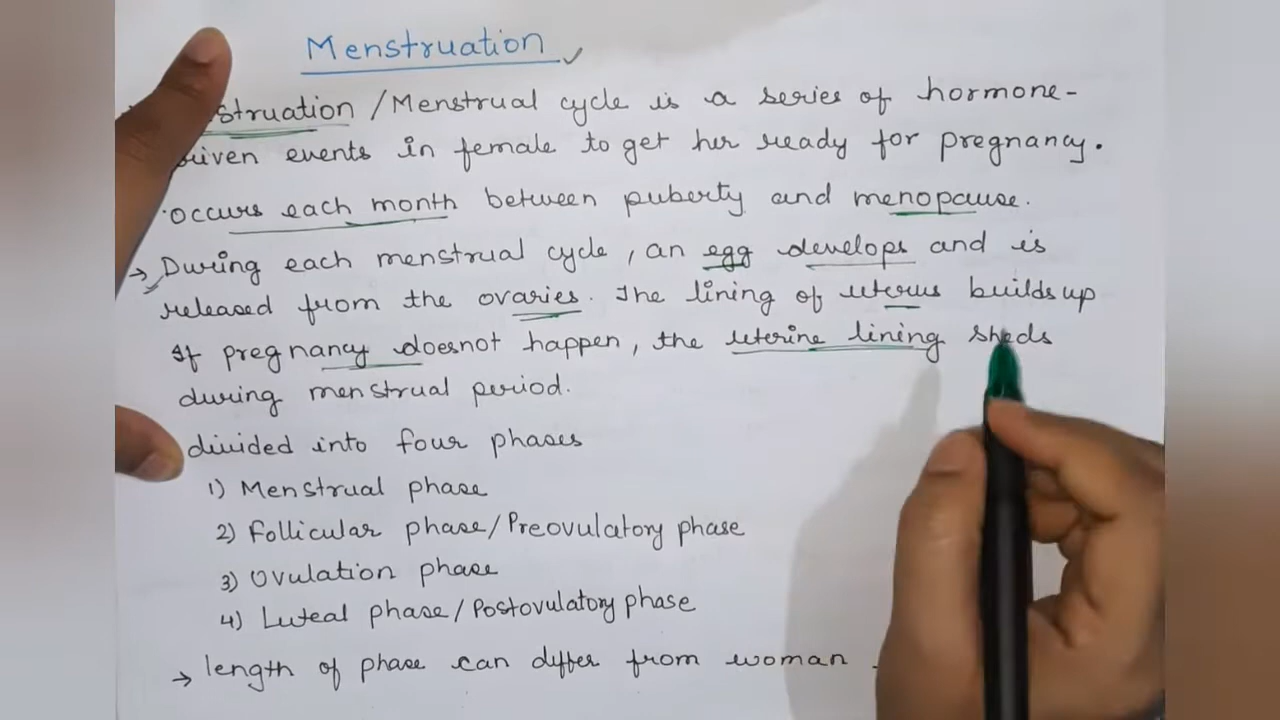 Menstruation
struation / Menstrual cycle is a series of hormone-
riven events in female to get her ready for pregnancy.
occurs each month between puberty and menopause.
→ During each menstrual cycle, an egg develops and is
released from the ovaries. The lining of uterus builds up
If pregnancy doesnot happen, the uterine lining sheds
during menstrual period.
divided into four phases
1) Menstrual phase
2) Follicular phase/Preovulatory phase
3) Ovulation phase
4) Luteal phase/Postovulatory phase
→ length of phase can differ from woman